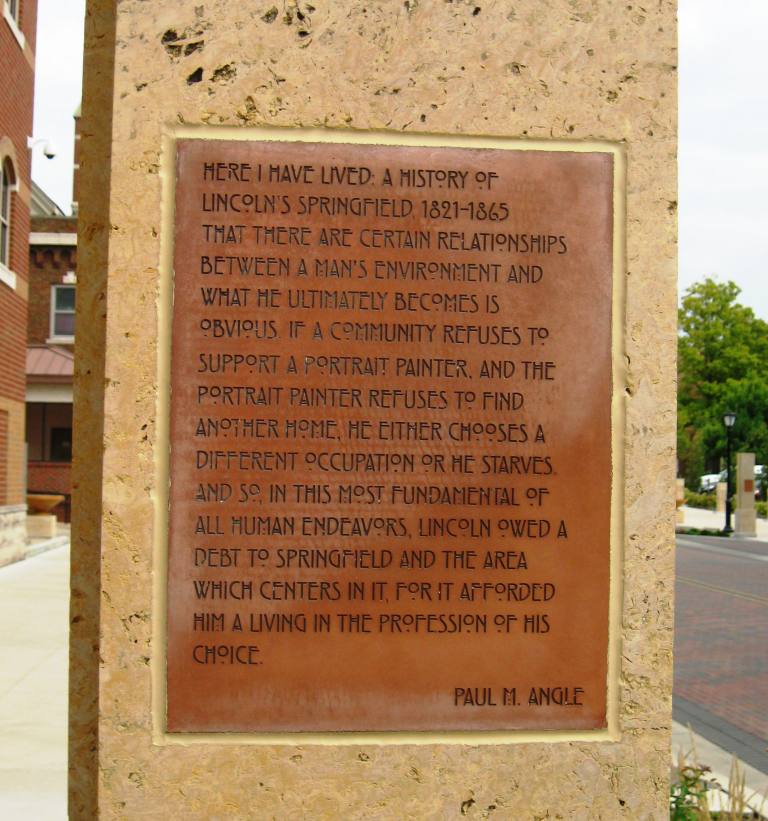 HERE I HAVE LIVED: A HISTORY OF
LINCOLN'S SPRINGFIELD, 1821-1865
THAT THERE ARE CERTAIN RELATIONSHIPS
BETWEEN A MAN'S ENVIRONMENT AND
WHAT HE ULTIMATELY BECOMES IS
OBVIOUS. IF A COMMUNITY REFUSES TO
SUPPORT A PORTRAIT PAINTER, AND THE
PORTRAIT PAINTER REFUSES TO FIND
ANOTHER HOME, HE EITHER CHOOSES A
DIFFERENT OCCUPATION OR HE STARVES.
AND SO, IN THIS MOST FUNDAMENTAL OF
ALL HUMAN ENDEAVORS, LINCOLN OWED A
DEBT TO SPRINGFIELD AND THE AREA
WHICH CENTERS IN IT, FOR IT AFFORDED
HIM A LIVING IN THE PROFESSION OF HIS
CHOICE.
PAUL M. ANGLE